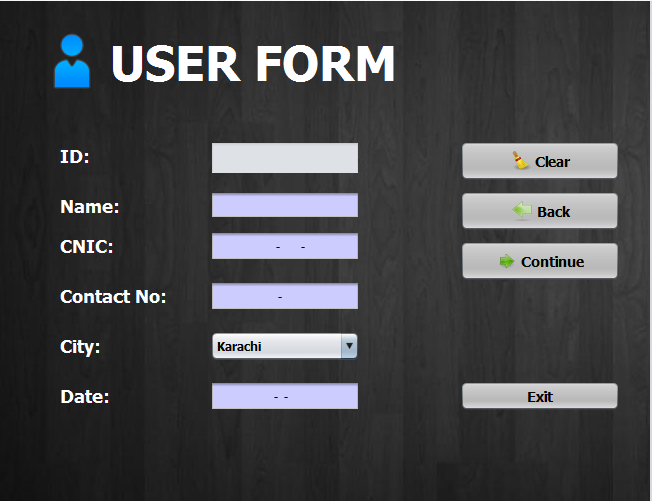 USER FORM
ID:
Clear
Name:
Back
CNIC:
- -
Continue
Contact No:
-
City:
Karachi
Date:
- -
Exit